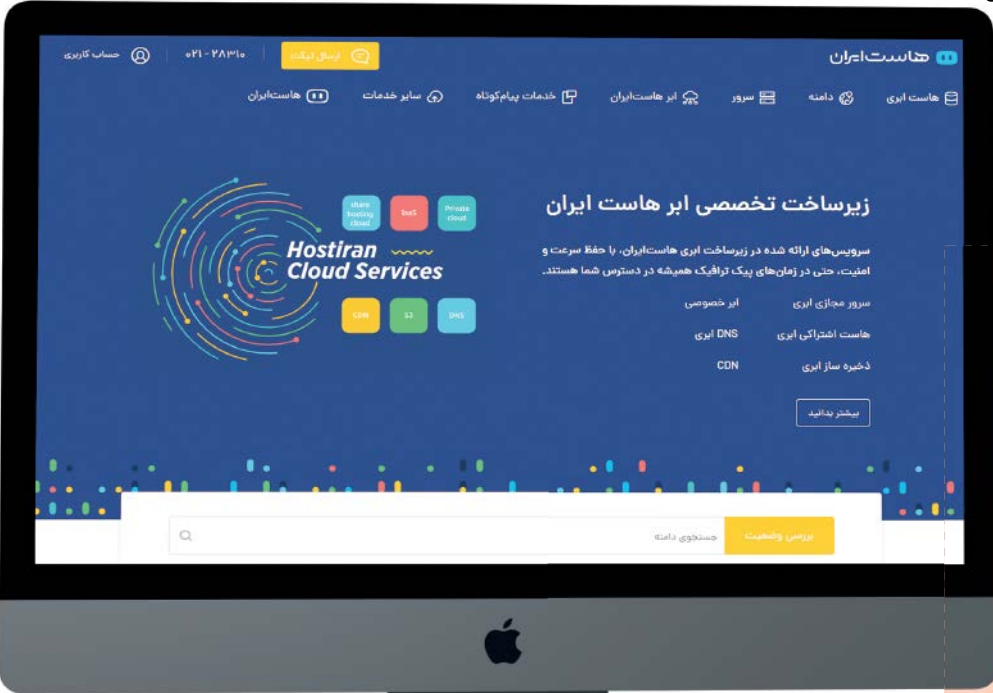 هاست‌ایران
ارسال تیکت
۰۲۱ - ۲۸۳۱۰
حساب کاربری
هاست ابری
دامنه
سرور
ابر هاست‌ایران
خدمات پیام‌کوتاه
سایر خدمات
هاست‌ایران
زیرساخت تخصصی ابر هاست ایران
سرویس‌های ارائه شده در زیرساخت ابری هاست‌ایران، با حفظ سرعت و
امنیت، حتی در زمان‌های پیک ترافیک همیشه در دسترس شما هستند.
سرور مجازی ابری
ابر خصوصی
هاست اشتراکی ابری
DNS ابری
ذخیره ساز ابری
CDN
بیشتر بدانید
share
hosting
cloud
Private
cloud
Hostiran
Cloud Services
CDN
S3
DNS
بررسی وضعیت
جستجوی دامنه